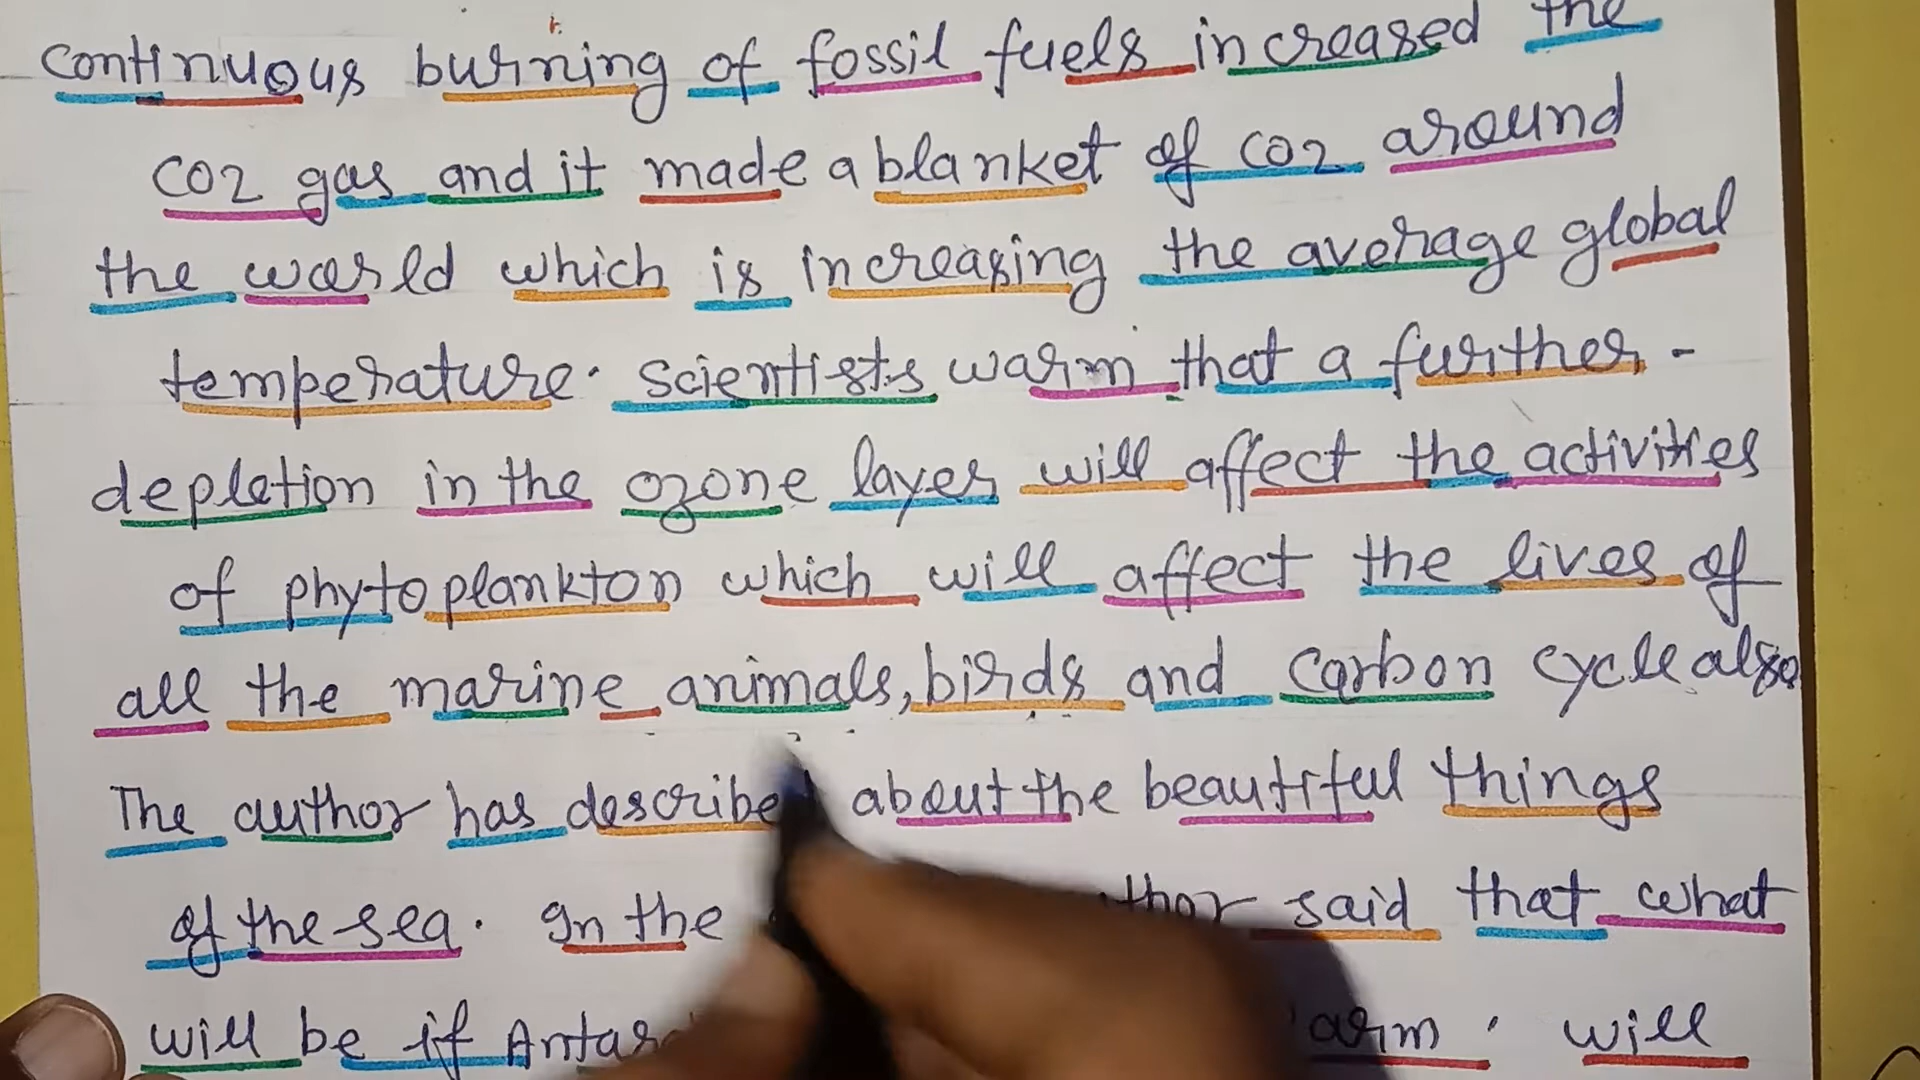 continuous burning of fossil fuels increased the
CO2 gas and it made a blanket of CO2 around
the world which is increasing the average global
temperature. Scientists warm that a further -
depletion in the ozone layer will affect the activities
of phytoplankton which will affect the lives of
all the marine animals, birds and carbon cycle also
The author has described about the beautiful things
of the sea. In the said that what
will be if will